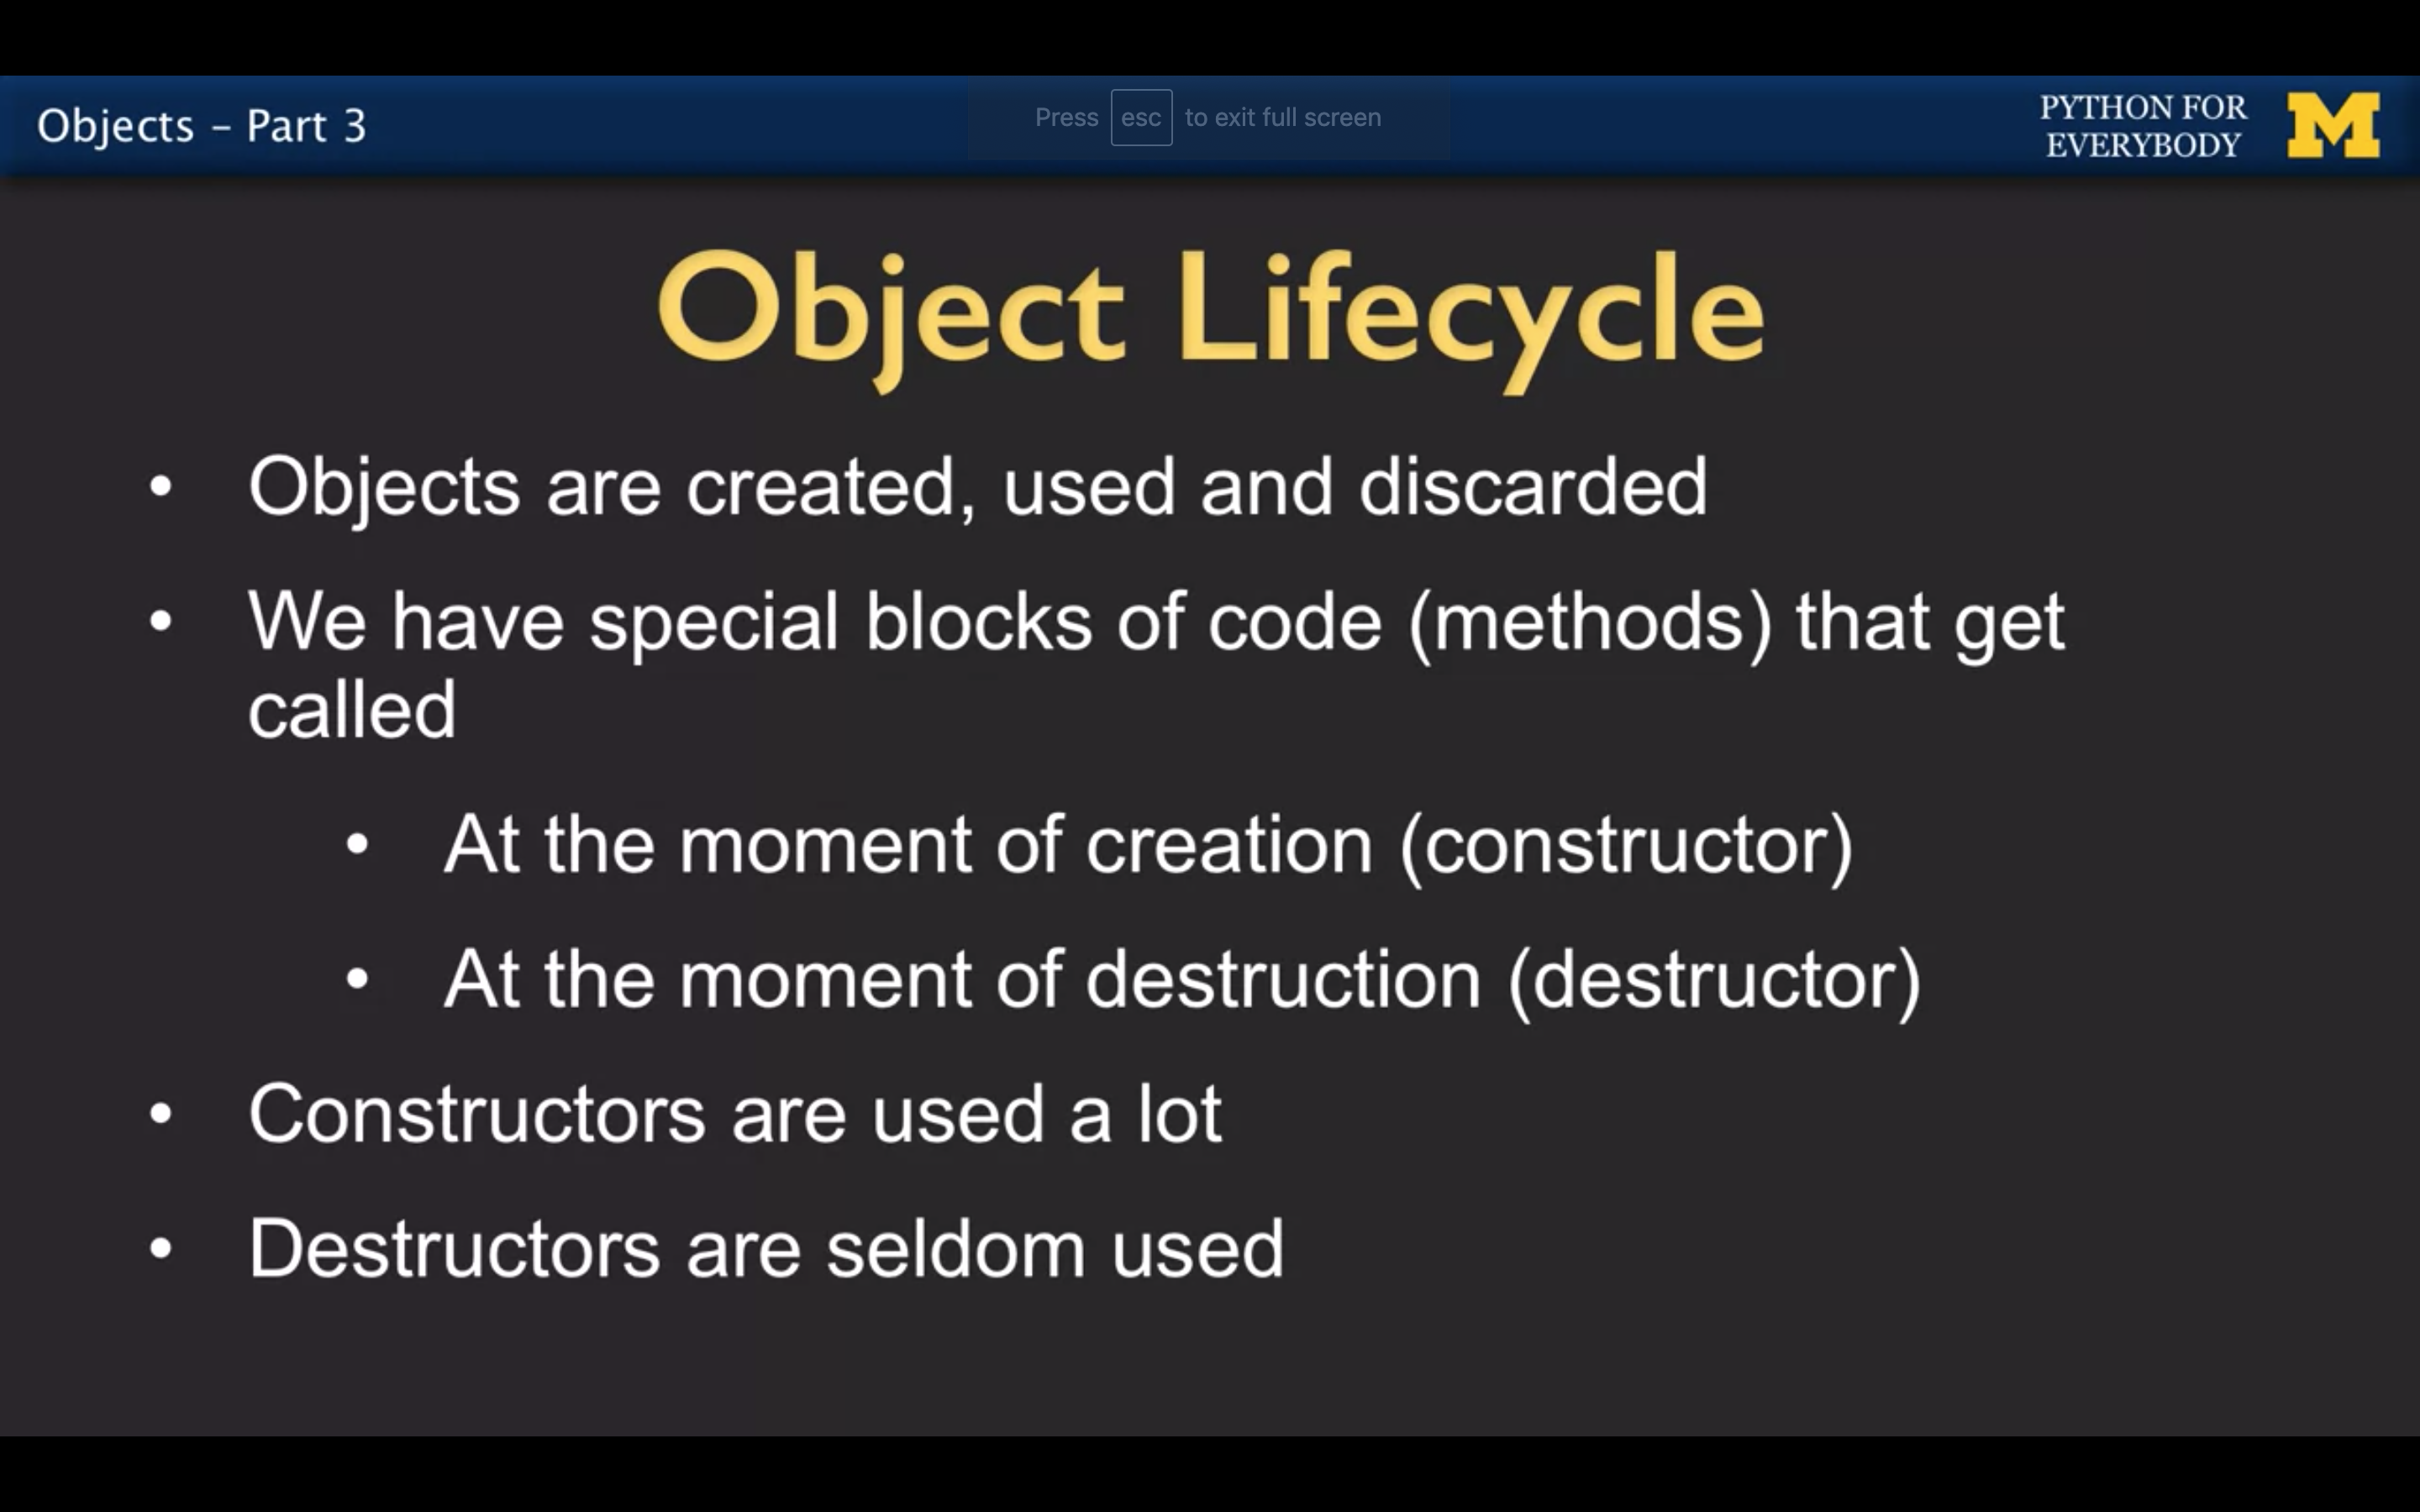 Objects – Part 3
Press esc to exit full screen
PYTHON FOR
EVERYBODY
M
Object Lifecycle
• Objects are created, used and discarded
• We have special blocks of code (methods) that get
called
• At the moment of creation (constructor)
• At the moment of destruction (destructor)
• Constructors are used a lot
• Destructors are seldom used